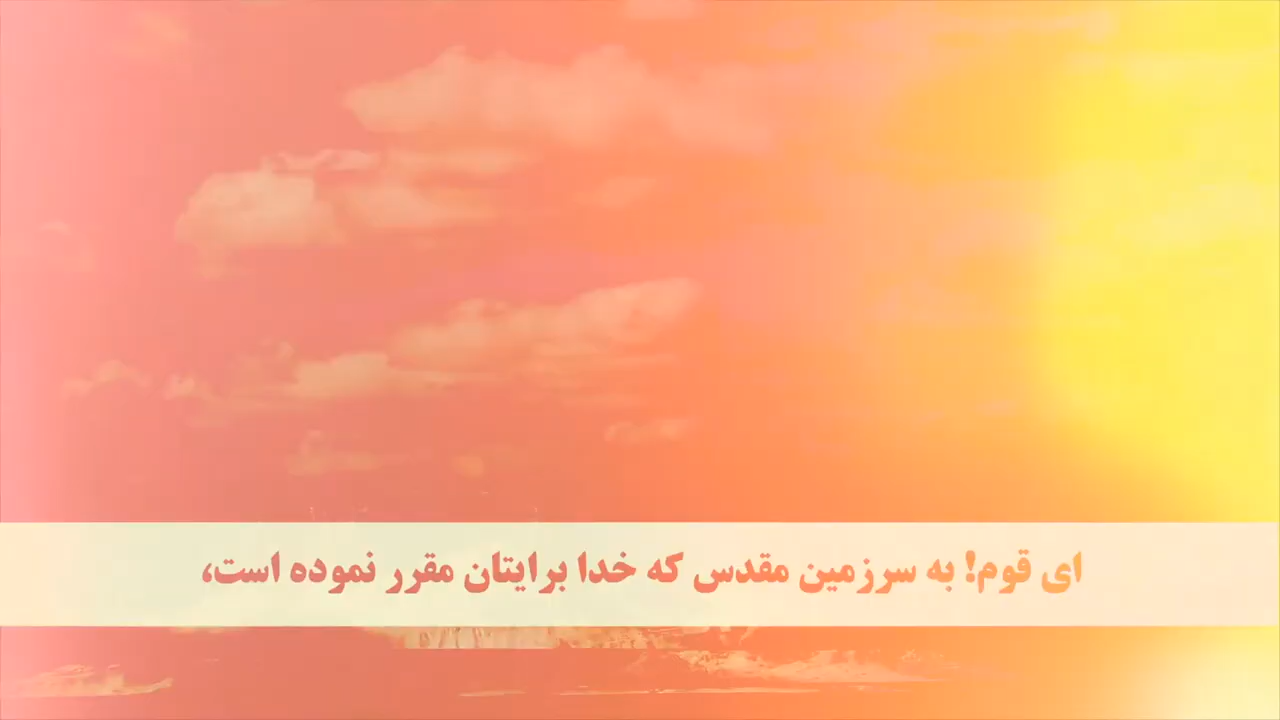 ای قوم! به سرزمین مقدس که خدا برایتان مقرر نموده است،